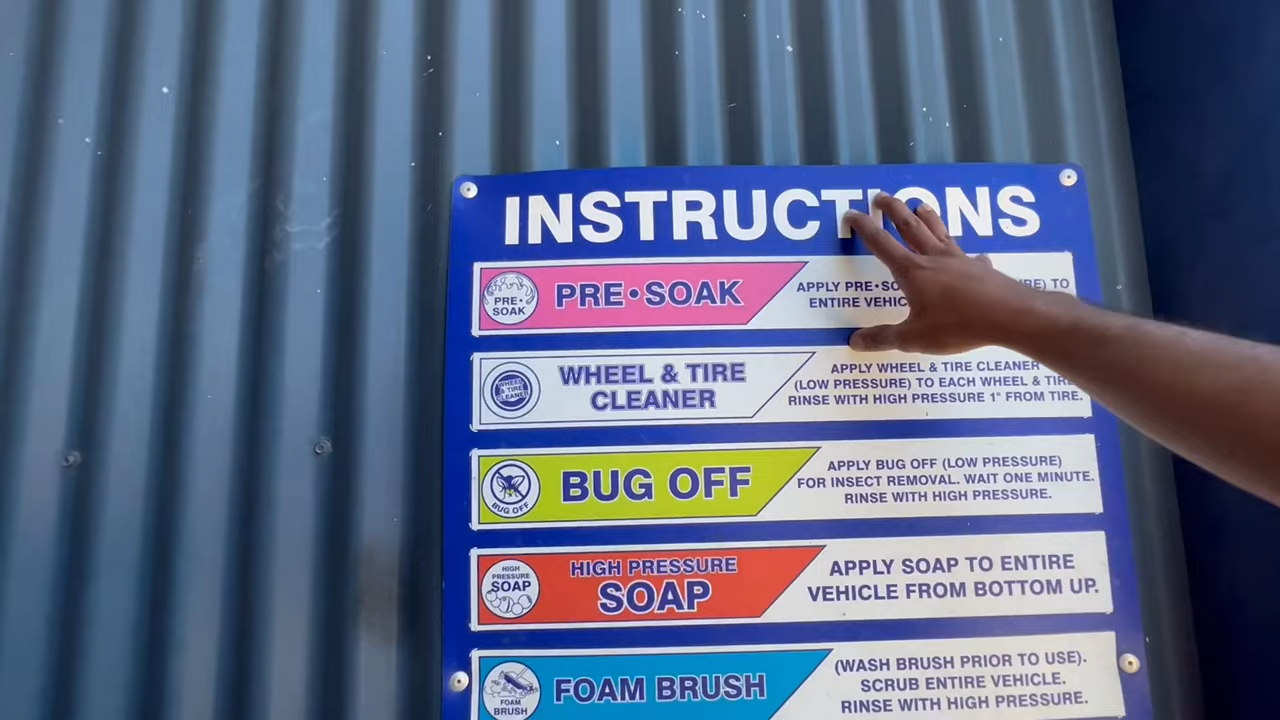 INSTRUCTIONS
PRE•SOAK
PRE•SOAK
APPLY TO
ENTIRE
WHEEL & TIRE CLEANER
WHEEL & TIRE
CLEANER
APPLY WHEEL & TIRE CLEANER
(LOW PRESSURE) TO EACH WHEEL & TIRE
RINSE WITH HIGH PRESSURE 1" FROM TIRE.
BUG OFF
BUG OFF
APPLY BUG OFF (LOW PRESSURE)
FOR INSECT REMOVAL. WAIT ONE MINUTE.
RINSE WITH HIGH PRESSURE.
HIGH PRESSURE SOAP
HIGH PRESSURE
SOAP
APPLY SOAP TO ENTIRE
VEHICLE FROM BOTTOM UP.
FOAM BRUSH
FOAM BRUSH
(WASH BRUSH PRIOR TO USE).
SCRUB ENTIRE VEHICLE.
RINSE WITH HIGH PRESSURE.